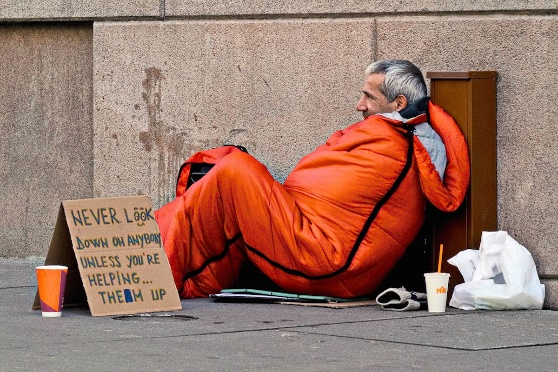 NEVER LOOK
DOWN ON ANYBODY
UNLESS YOU'RE
HELPING...
THEM UP